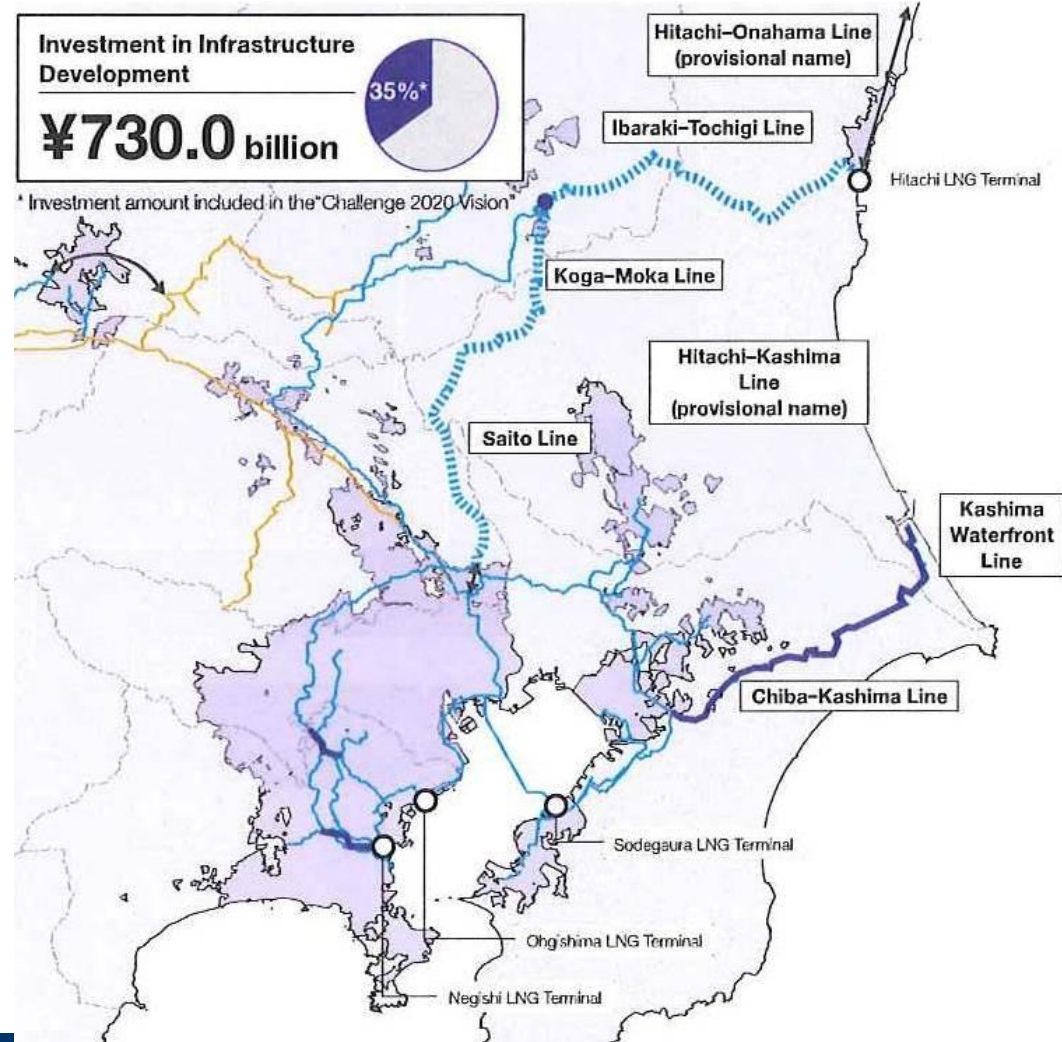 Investment in Infrastructure
Development
35%*
¥730.0 billion
* Investment amount included in the"Challenge 2020 Vision"
Hitachi–Onahama Line
(provisional name)
Ibaraki–Tochigi Line
Hitachi LNG Terminal
Koga–Moka Line
Hitachi–Kashima
Line
(provisional name)
Saito Line
Kashima
Waterfront
Line
Chiba–Kashima Line
Sodegaura LNG Terminal
Ohgishima LNG Terminal
Negishi LNG Terminal